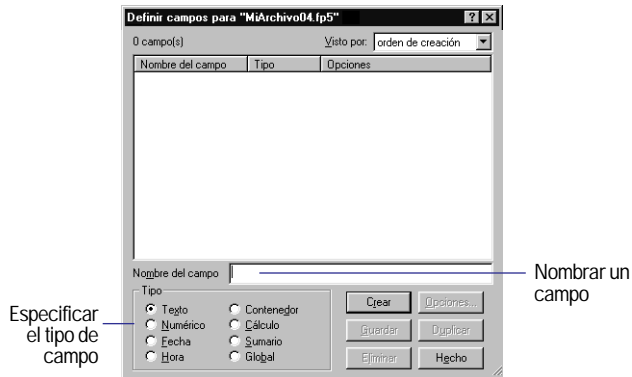 Definir campos para "MiArchivo04.fp5"
0 campo(s)
Visto por: orden de creación
Nombre del campo Tipo Opciones
Nombre del campo
Nombrar un
campo
Tipo
Texto Contenedor
Numérico Cálculo
Fecha Sumario
Hora Global
Crear Opciones...
Guardar Duplicar
Eliminar Hecho
Especificar
el tipo de
campo